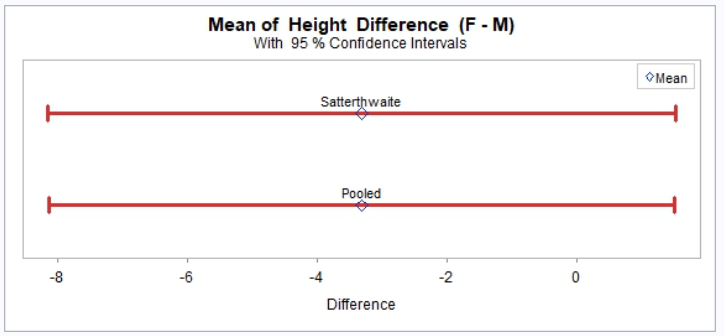 Mean of Height Difference (F - M)
With 95 % Confidence Intervals
Mean
Satterthwaite
Pooled
-8 -6 -4 -2 0
Difference